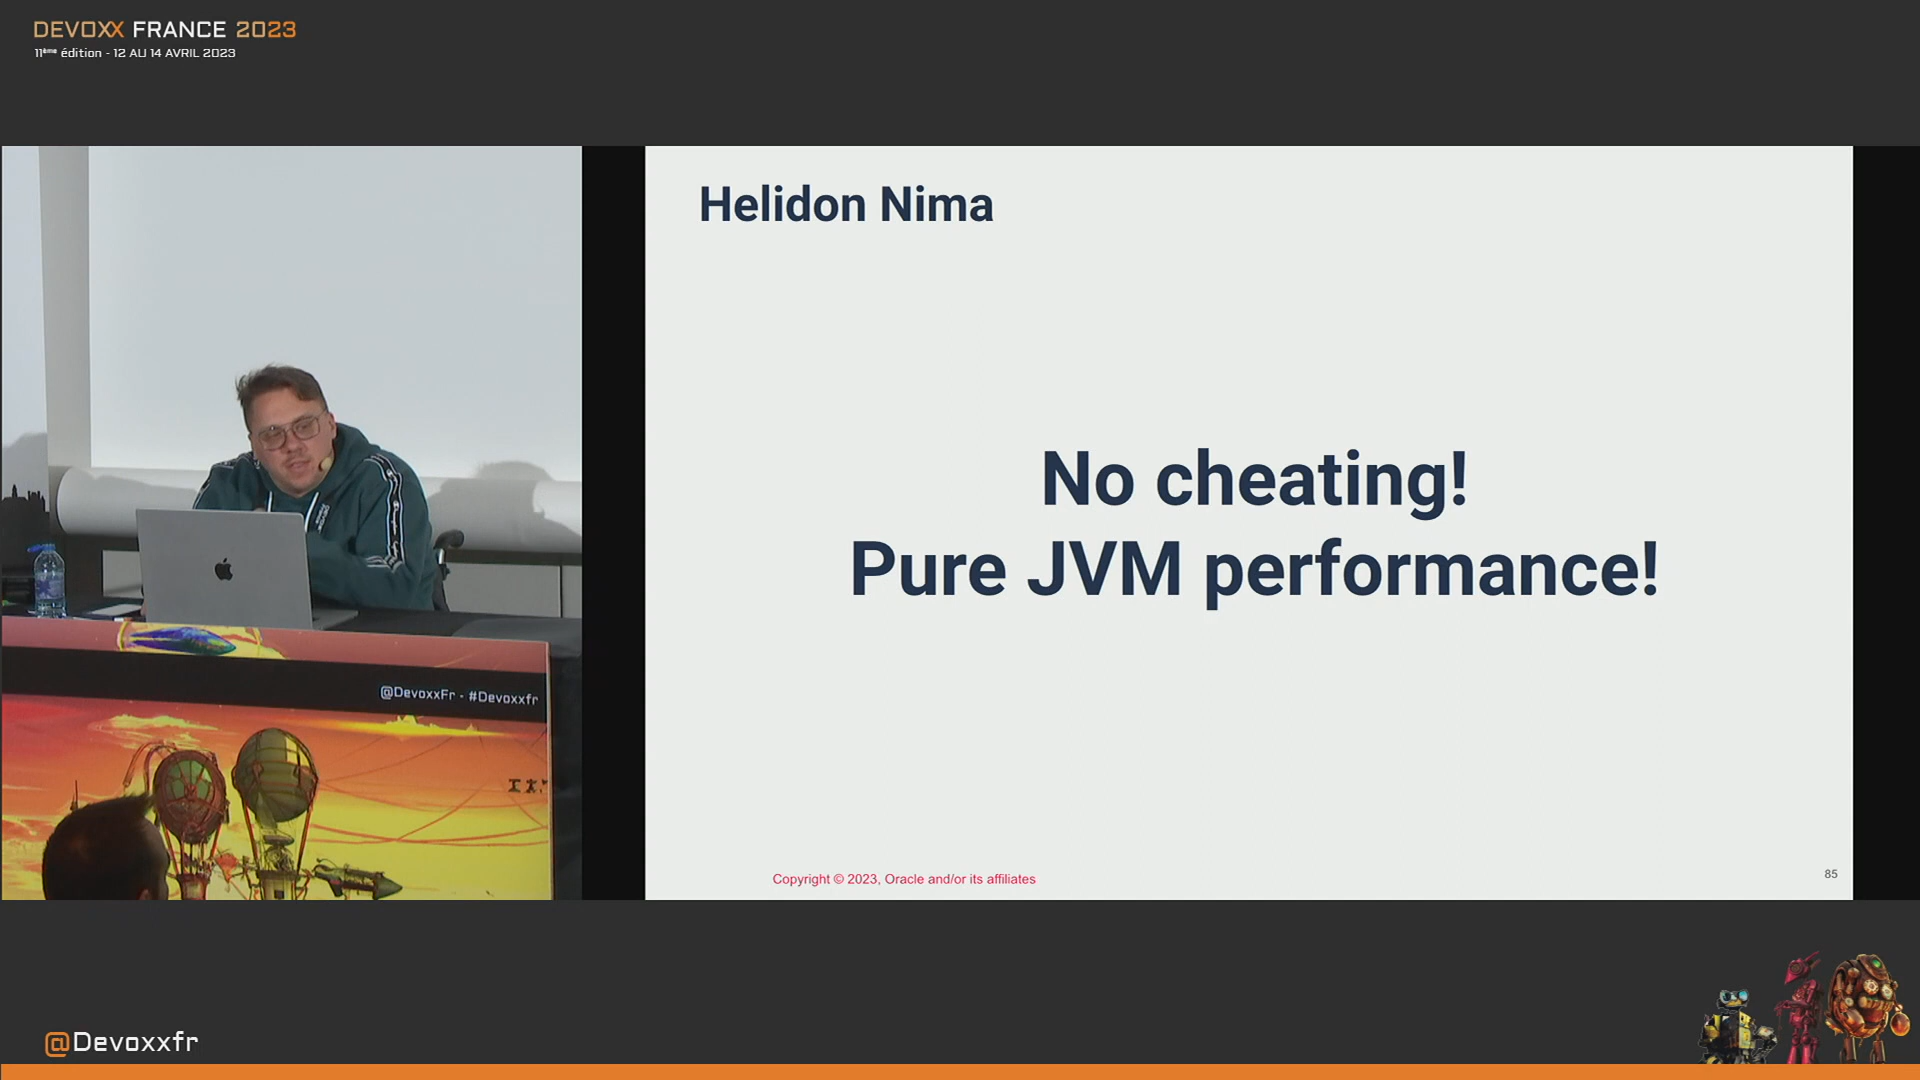 DEVOXX FRANCE 2023
11ème édition - 12 AU 14 AVRIL 2023
Helidon Nima
No cheating!
Pure JVM performance!
@DevoxxFr - #Devoxxfr
Copyright © 2023, Oracle and/or its affiliates
85
@Devoxxfr